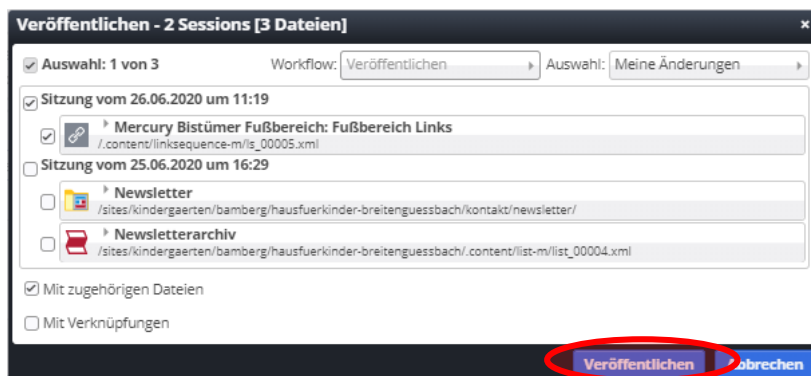 Veröffentlichen - 2 Sessions [3 Dateien]
Auswahl: 1 von 3 Workflow: Veröffentlichen Auswahl: Meine Änderungen
Sitzung vom 26.06.2020 um 11:19
Mercury Bistümer Fußbereich: Fußbereich Links
/.content/linksequence-m/ls_00005.xml
Sitzung vom 25.06.2020 um 16:29
Newsletter
/sites/kindergaerten/bamberg/hausfuerkinder-breitenguessbach/kontakt/newsletter/
Newsletterarchiv
/sites/kindergaerten/bamberg/hausfuerkinder-breitenguessbach/.content/list-m/list_00004.xml
Mit zugehörigen Dateien
Mit Verknüpfungen
Veröffentlichen Abbrechen